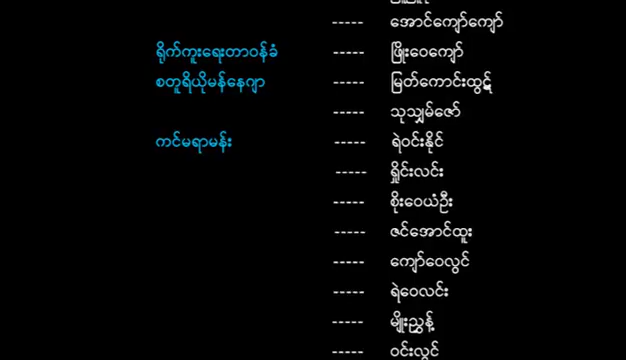 ----- အောင်ကျော်ကျော်
ရိုက်ကူးရေးတာဝန်ခံ ----- ဖြိုးဝေကျော်
စတူရီယိုမန်နေဂျာ ----- မြတ်ကောင်းထွဋ်
----- သုသျှမ်ဇော်
ကင်မရာမန်း ----- ရဲဝင်းနိုင်
----- ရှိုင်းလင်း
----- စိုးဝေယံဦး
----- ဇင်အောင်ထူး
----- ကျော်ဝေလွင်
----- ရဲဝေလင်း
----- မျိုးညွှန့်
----- ဝင်းလွင်